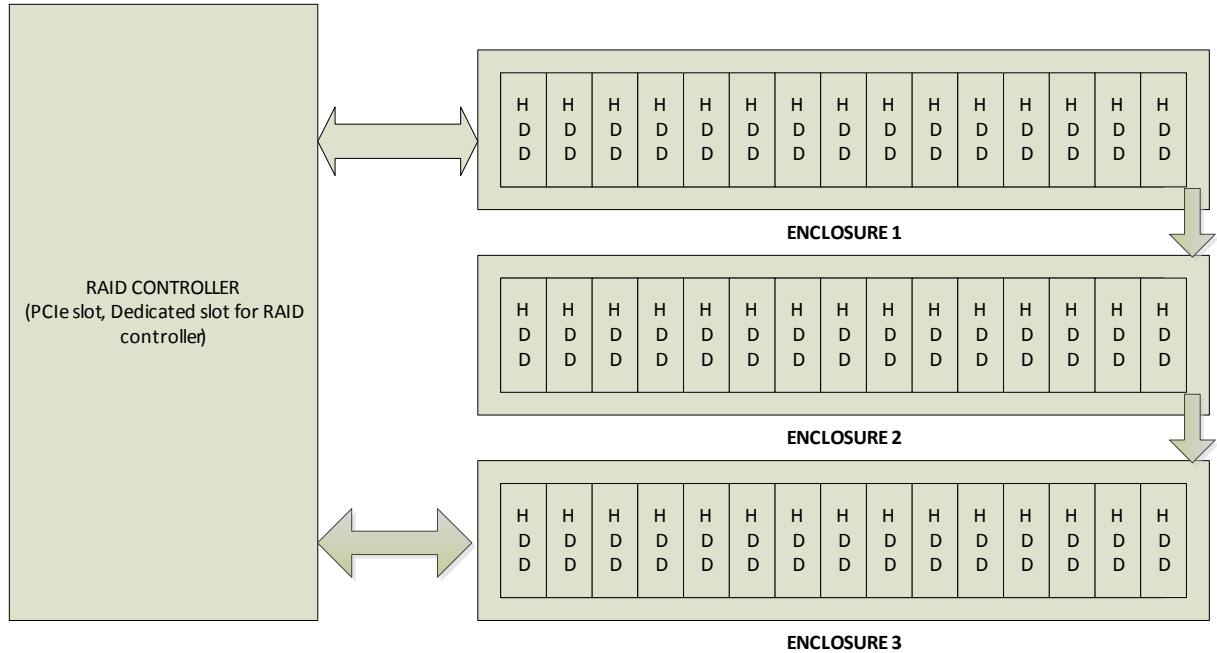 RAID CONTROLLER
(PCIe slot, Dedicated slot for RAID
controller)
H H H H H H H H H H H H H H H
D D D D D D D D D D D D D D D
D D D D D D D D D D D D D D D
ENCLOSURE 1
H H H H H H H H H H H H H H H
D D D D D D D D D D D D D D D
D D D D D D D D D D D D D D D
ENCLOSURE 2
H H H H H H H H H H H H H H H
D D D D D D D D D D D D D D D
D D D D D D D D D D D D D D D
ENCLOSURE 3